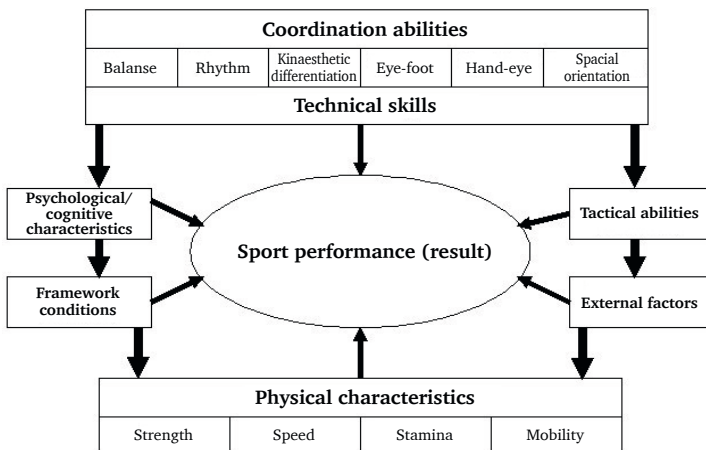 Coordination abilities
Balanse
Rhythm
Kinaesthetic
differentiation
Eye-foot
Hand-eye
Spacial
orientation
Technical skills
Psychological/
cognitive
characteristics
Tactical abilities
Sport performance (result)
Framework
conditions
External factors
Physical characteristics
Strength
Speed
Stamina
Mobility